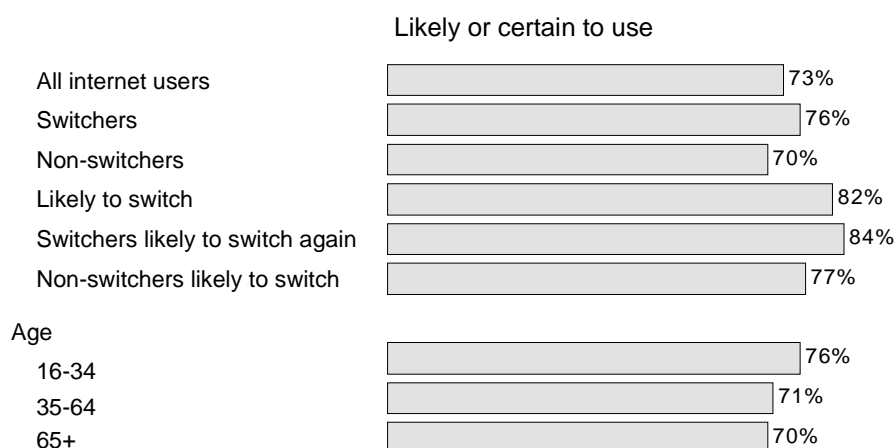 Likely or certain to use
All internet users 73%
Switchers 76%
Non-switchers 70%
Likely to switch 82%
Switchers likely to switch again 84%
Non-switchers likely to switch 77%
Age
16-34 76%
35-64 71%
65+ 70%